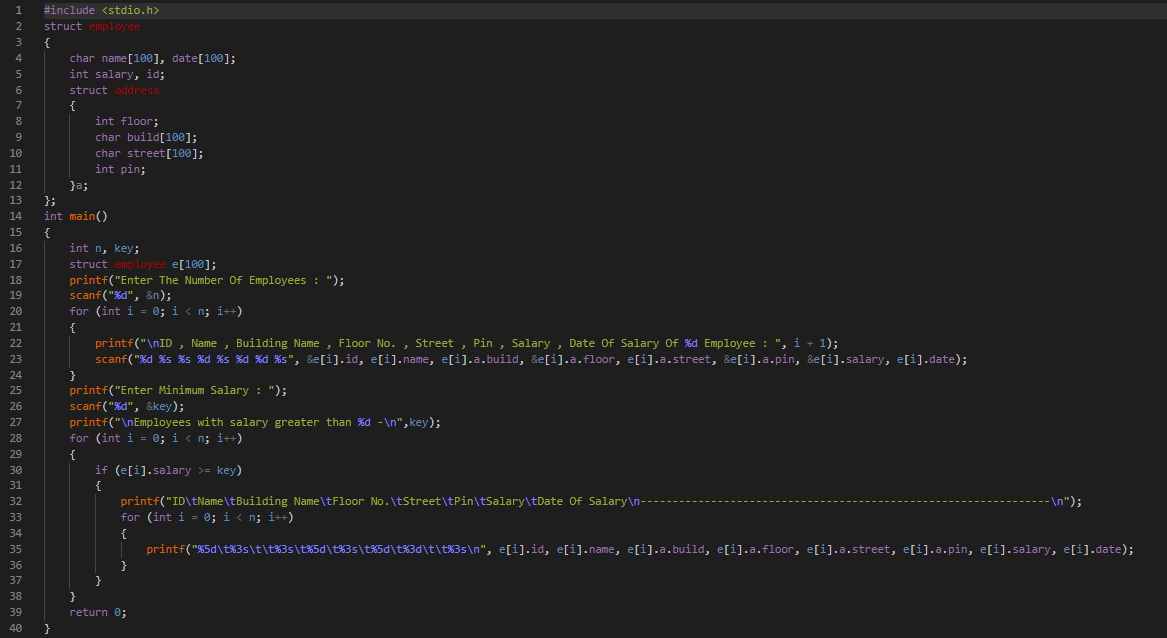 1 #include <stdio.h>
2 struct employee
3 {
4     char name[100], date[100];
5     int salary, id;
6     struct address
7     {
8         int floor;
9         char build[100];
10         char street[100];
11         int pin;
12     }a;
13 };
14 int main()
15 {
16     int n, key;
17     struct employee e[100];
18     printf("Enter The Number Of Employees : ");
19     scanf("%d", &n);
20     for (int i = 0; i < n; i++)
21     {
22         printf("\nID , Name , Building Name , Floor No. , Street , Pin , Salary , Date Of Salary Of %d Employee : ", i + 1);
23         scanf("%d %s %s %d %s %d %d %s", &e[i].id, e[i].name, e[i].a.build, &e[i].a.floor, e[i].a.street, &e[i].a.pin, &e[i].salary, e[i].date);
24     }
25     printf("Enter Minimum Salary : ");
26     scanf("%d", &key);
27     printf("\nEmployees with salary greater than %d -\n",key);
28     for (int i = 0; i < n; i++)
29     {
30         if (e[i].salary >= key)
31         {
32             printf("ID\tName\tBuilding Name\tFloor No.\tStreet\tPin\tSalary\tDate Of Salary\n----------------------------------------------------------------\n");
33             for (int i = 0; i < n; i++)
34             {
35                 printf("%5d\t%3s\t\t%3s\t%5d\t%3s\t%5d\t%3d\t\t%3s\n", e[i].id, e[i].name, e[i].a.build, e[i].a.floor, e[i].a.street, e[i].a.pin, e[i].salary, e[i].date);
36             }
37         }
38     }
39     return 0;
40 }